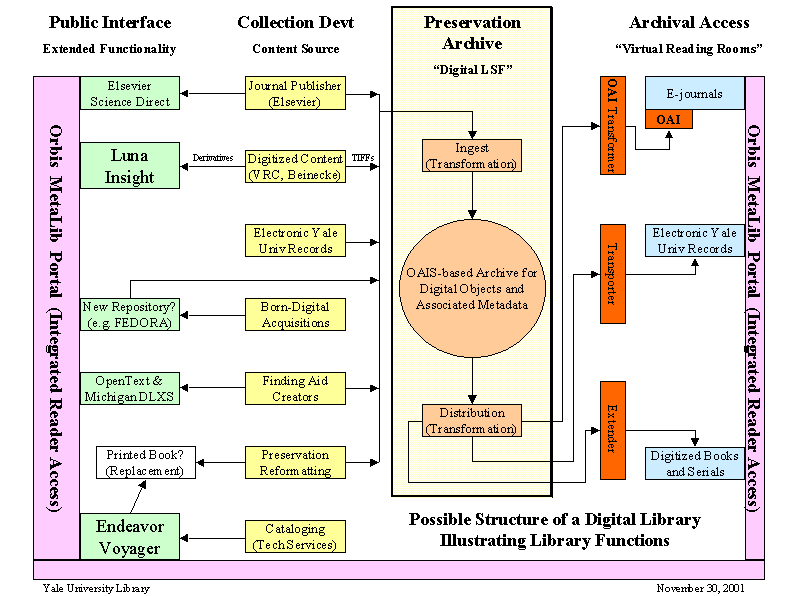 Public Interface
Extended Functionality
Collection Devt
Content Source
Preservation
Archive
“Digital LSF”
Archival Access
“Virtual Reading Rooms”
Orbis MetaLib Portal (Integrated Reader Access)
Elsevier
Science Direct
Journal Publisher
(Elsevier)
Luna
Insight
Derivatives
Digitized Content
(VRC, Beinecke)
TIFFs
Electronic Yale
Univ Records
New Repository?
(e.g. FEDORA)
Born-Digital
Acquisitions
OpenText &
Michigan DLXS
Finding Aid
Creators
Printed Book?
(Replacement)
Preservation
Reformatting
Endeavor
Voyager
Cataloging
(Tech Services)
Ingest
(Transformation)
OAIS-based Archive for
Digital Objects and
Associated Metadata
Distribution
(Transformation)
OAI Transformer
E-journals
OAI
Transporter
Electronic Yale
Univ Records
Extender
Digitized Books
and Serials
Orbis MetaLib Portal (Integrated Reader Access)
Possible Structure of a Digital Library
Illustrating Library Functions
Yale University Library
November 30, 2001